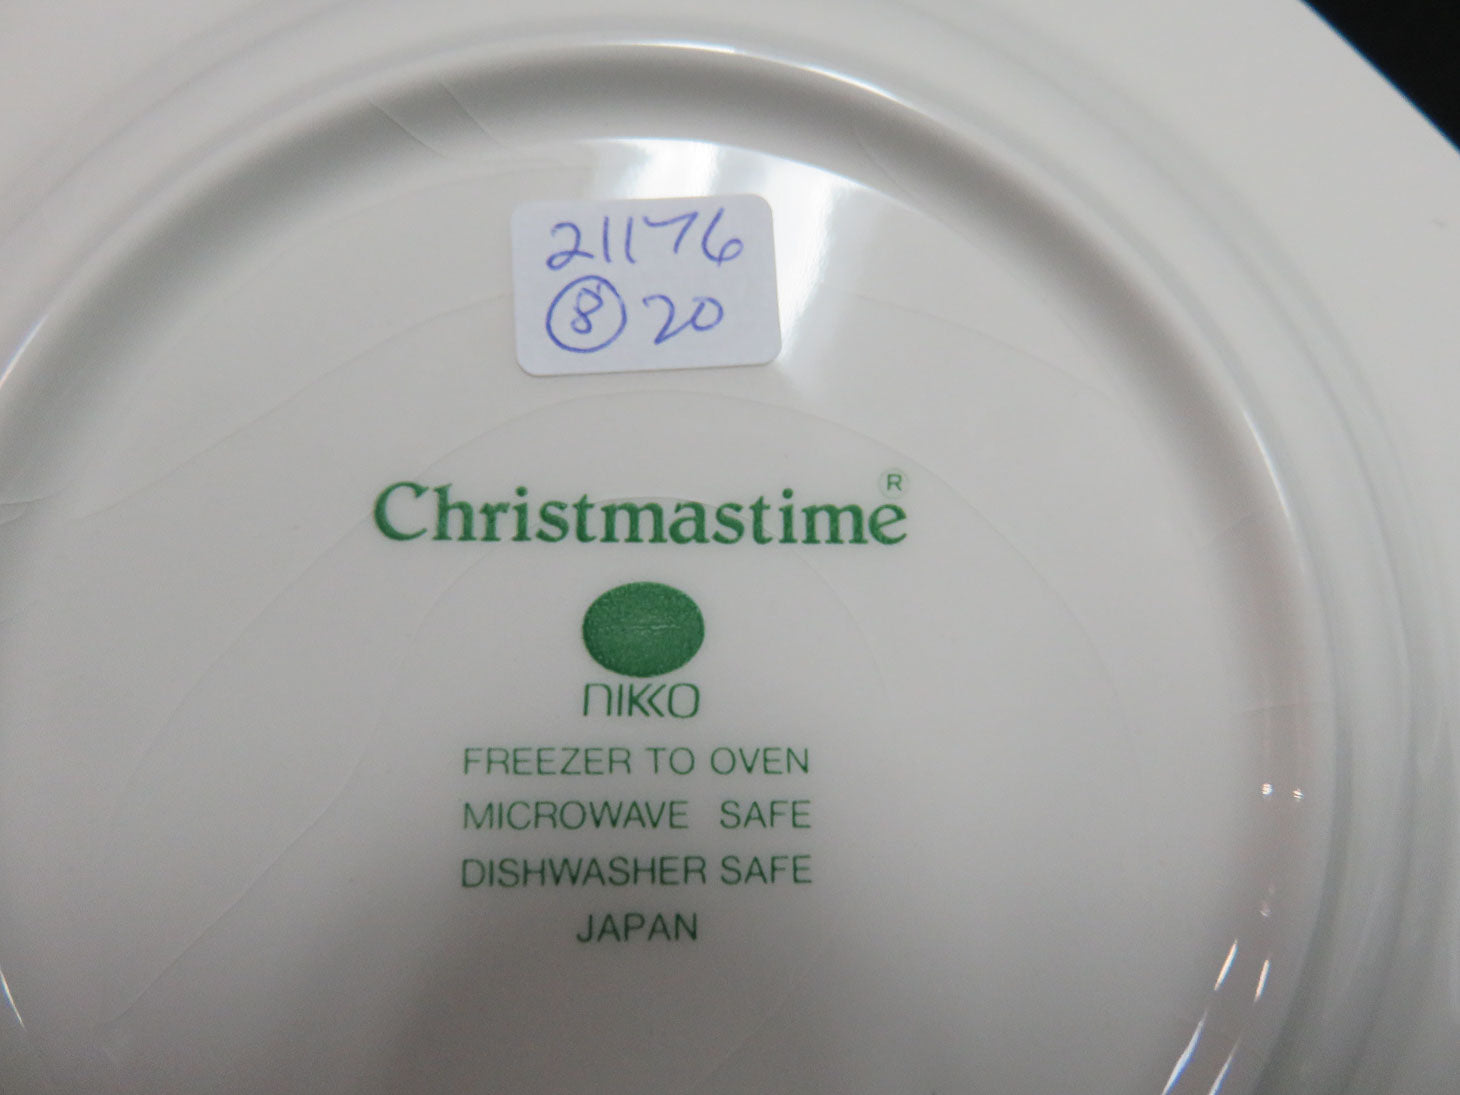 21176
8 20
Christmastime®
NIKKO
FREEZER TO OVEN
MICROWAVE SAFE
DISHWASHER SAFE
JAPAN